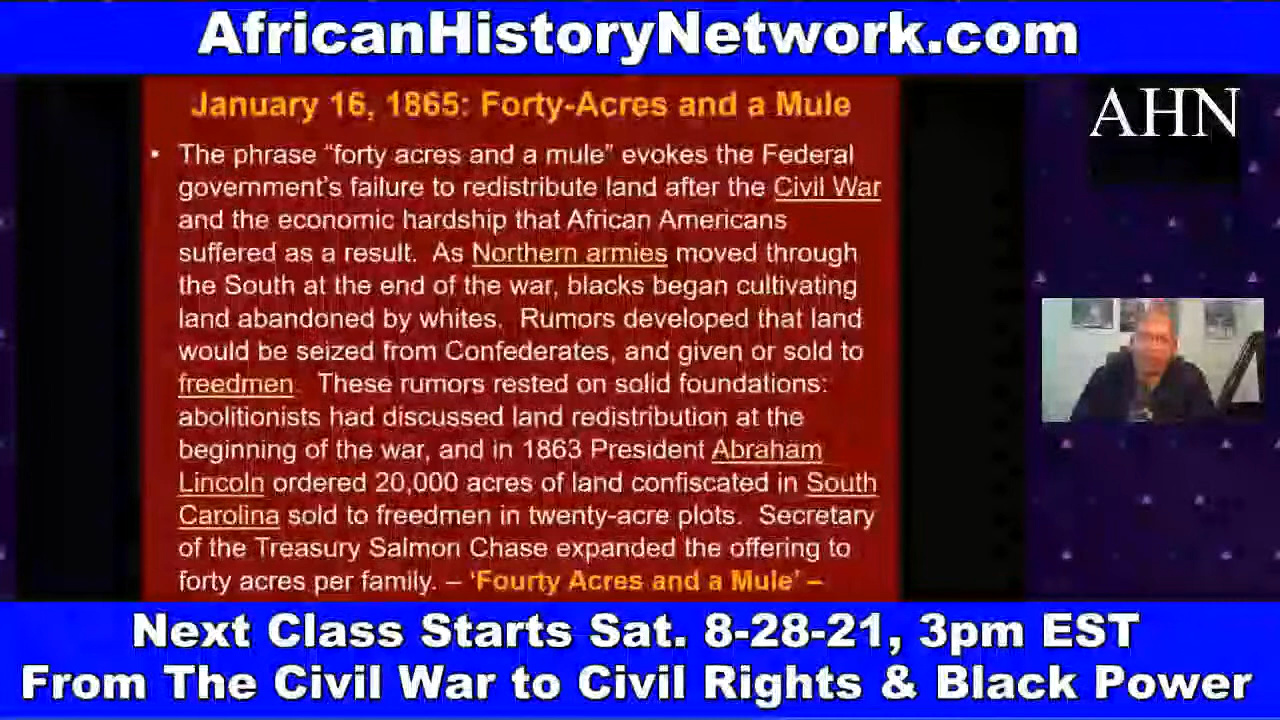 AfricanHistoryNetwork.com
AHN
January 16, 1865: Forty-Acres and a Mule
• The phrase “forty acres and a mule” evokes the Federal
government’s failure to redistribute land after the Civil War
and the economic hardship that African Americans
suffered as a result. As Northern armies moved through
the South at the end of the war, blacks began cultivating
land abandoned by whites. Rumors developed that land
would be seized from Confederates, and given or sold to
freedmen. These rumors rested on solid foundations:
abolitionists had discussed land redistribution at the
beginning of the war, and in 1863 President Abraham
Lincoln ordered 20,000 acres of land confiscated in South
Carolina sold to freedmen in twenty-acre plots. Secretary
of the Treasury Salmon Chase expanded the offering to
forty acres per family. – ‘Fourty Acres and a Mule’ –
Next Class Starts Sat. 8-28-21, 3pm EST
From The Civil War to Civil Rights & Black Power